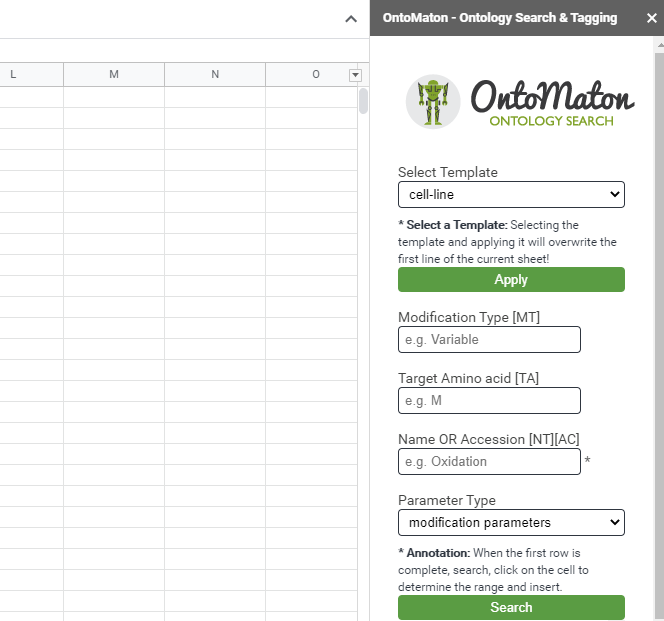 OntoMaton - Ontology Search & Tagging ×
L M N O
OntoMaton
ONTOLOGY SEARCH
Select Template
cell-line
* Select a Template: Selecting the
template and applying it will overwrite the
first line of the current sheet!
Apply
Modification Type [MT]
e.g. Variable
Target Amino acid [TA]
e.g. M
Name OR Accession [NT][AC]
e.g. Oxidation *
Parameter Type
modification parameters
* Annotation: When the first row is
complete, search, click on the cell to
determine the range and insert.
Search